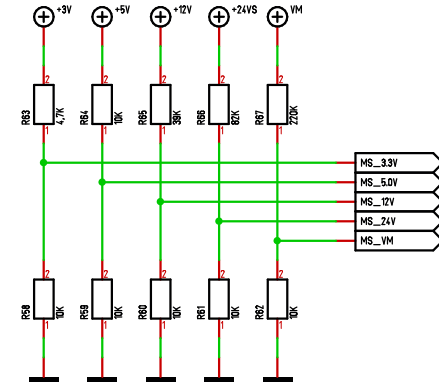 +3V +5V +12V +24VS VM
2 2 2 2 2
R63 4,7K R64 10K R65 39K R66 82K R67 220K
1 1 1 1 1
MS_3.3V
MS_5.0V
MS_12V
MS_24V
MS_VM
2 2 2 2 2
R58 10K R59 10K R60 10K R61 10K R62 10K
1 1 1 1 1